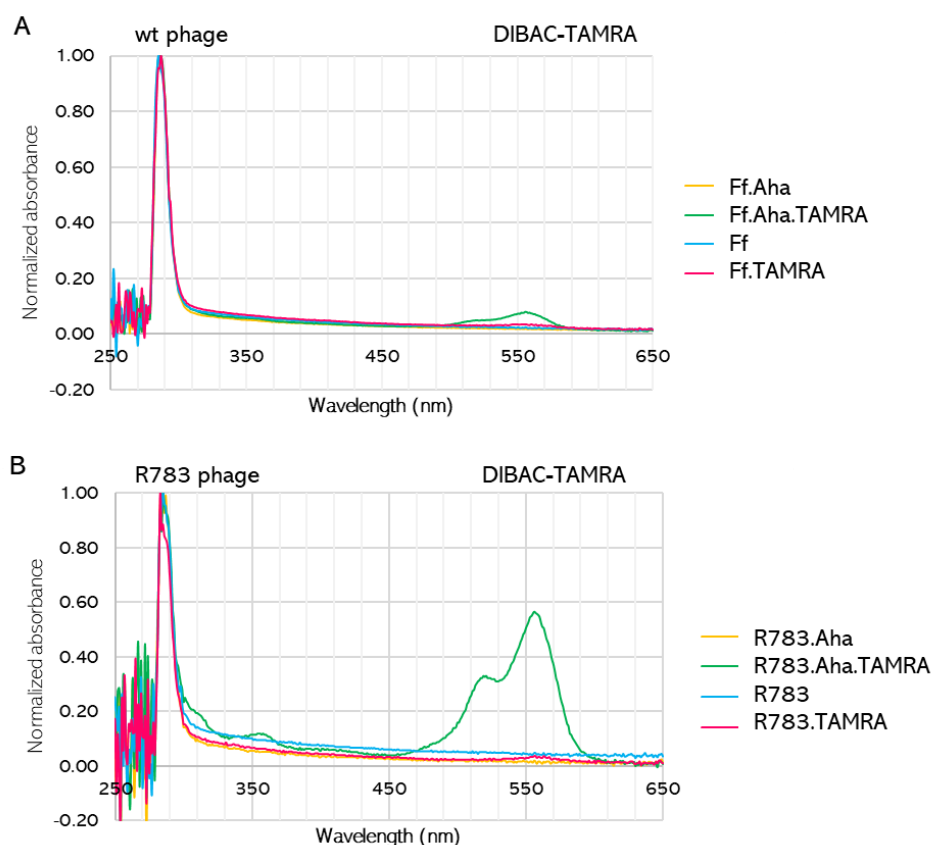 A
wt phage DIBAC-TAMRA
1.00
0.80
0.60
0.40
0.20
0.00
-0.20
Normalized absorbance
250 350 450 550 650
Wavelength (nm)
Ff.Aha
Ff.Aha.TAMRA
Ff
Ff.TAMRA
B
R783 phage DIBAC-TAMRA
1.00
0.80
0.60
0.40
0.20
0.00
-0.20
Normalized absorbance
250 350 450 550 650
Wavelength (nm)
R783.Aha
R783.Aha.TAMRA
R783
R783.TAMRA